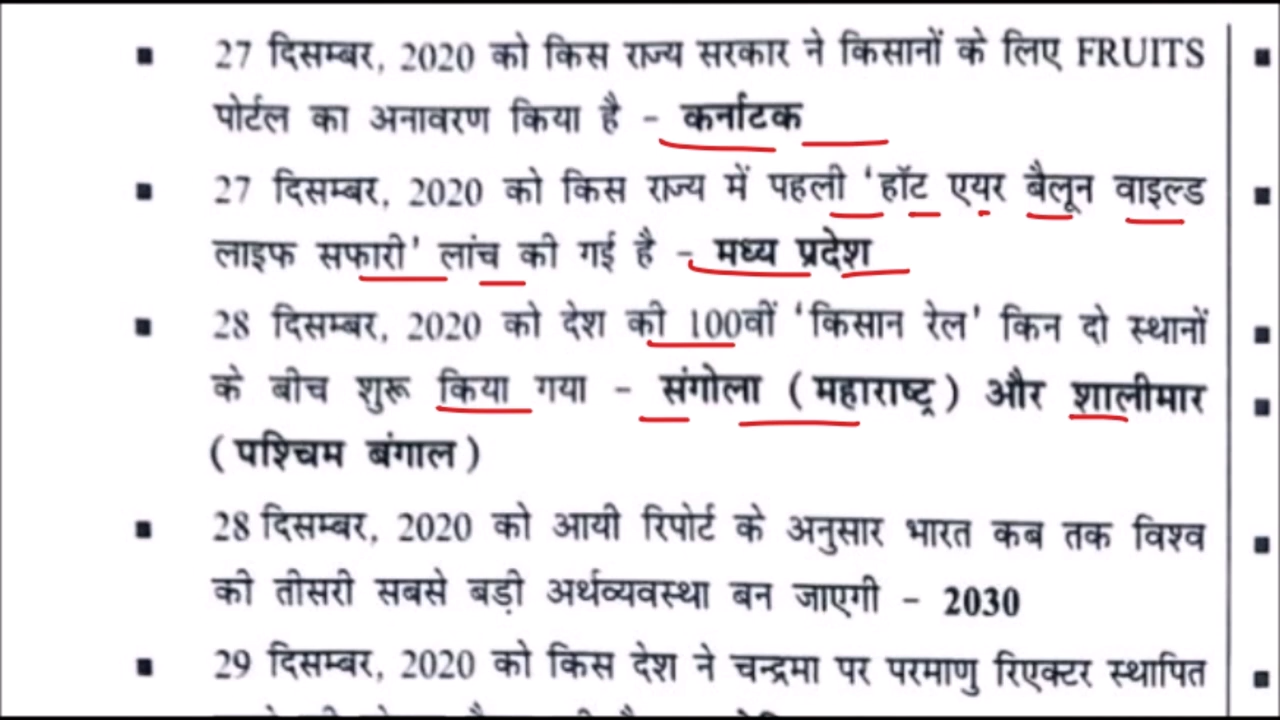 ▪ 27 दिसम्बर, 2020 को किस राज्य सरकार ने किसानों के लिए FRUITS
पोर्टल का अनावरण किया है - कर्नाटक
▪ 27 दिसम्बर, 2020 को किस राज्य में पहली 'हॉट एयर बैलून वाइल्ड
लाइफ सफारी' लांच की गई है - मध्य प्रदेश
▪ 28 दिसम्बर, 2020 को देश की 100वीं 'किसान रेल' किन दो स्थानों
के बीच शुरू किया गया - संगोला (महाराष्ट्र) और शालीमार
(पश्चिम बंगाल)
▪ 28 दिसम्बर, 2020 को आयी रिपोर्ट के अनुसार भारत कब तक विश्व
की तीसरी सबसे बड़ी अर्थव्यवस्था बन जाएगी - 2030
▪ 29 दिसम्बर, 2020 को किस देश ने चन्द्रमा पर परमाणु रिएक्टर स्थापित